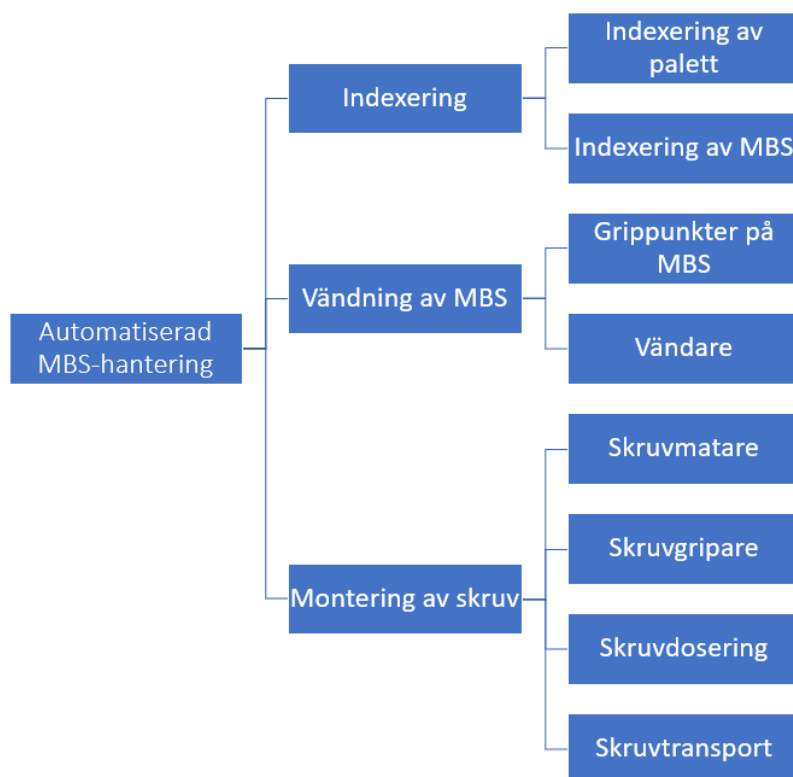 Automatiserad
MBS-hantering
Indexering
Indexering av
palett
Indexering av MBS
Vändning av MBS
Grippunkter på
MBS
Vändare
Montering av skruv
Skruvmatare
Skruvgripare
Skruvdosering
Skruvtransport